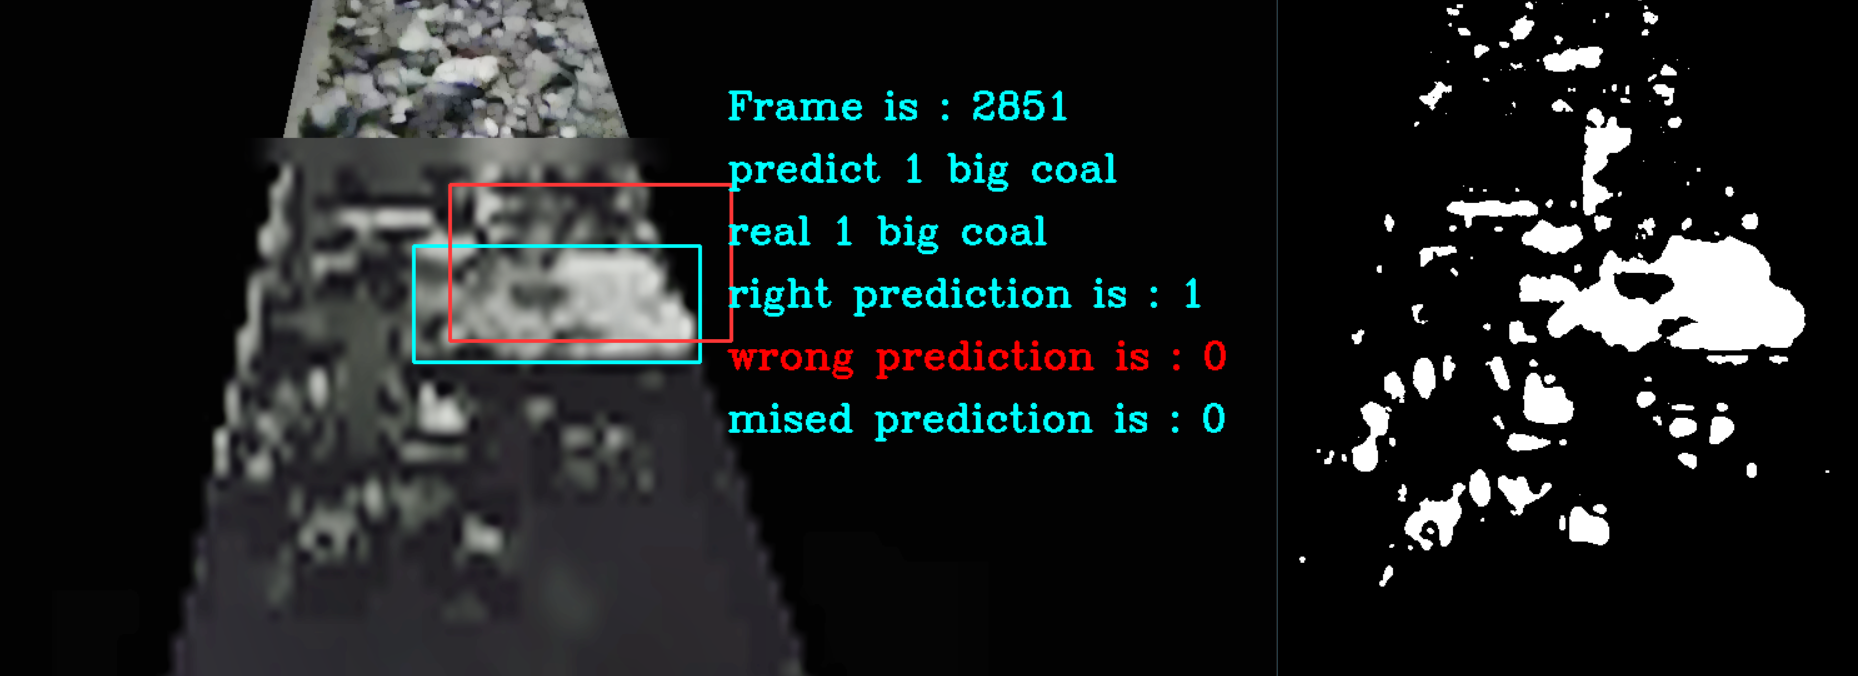 Frame is : 2851
predict 1 big coal
real 1 big coal
right prediction is : 1
wrong prediction is : 0
mised prediction is : 0